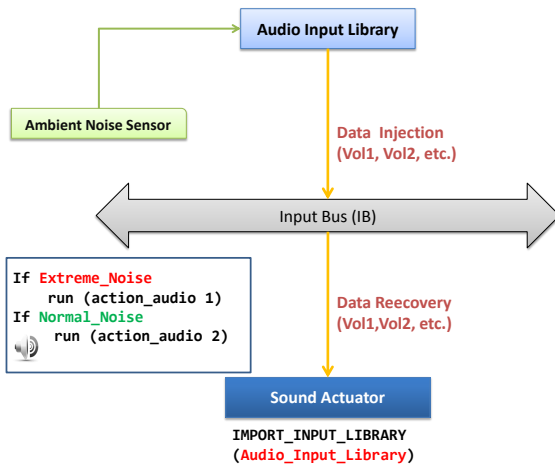 Audio Input Library
Ambient Noise Sensor
Data Injection
(Vol1, Vol2, etc.)
Input Bus (IB)
If Extreme_Noise
run (action_audio 1)
If Normal_Noise
run (action_audio 2)
Data Reecovery
(Vol1,Vol2, etc.)
Sound Actuator
IMPORT_INPUT_LIBRARY
(Audio_Input_Library)